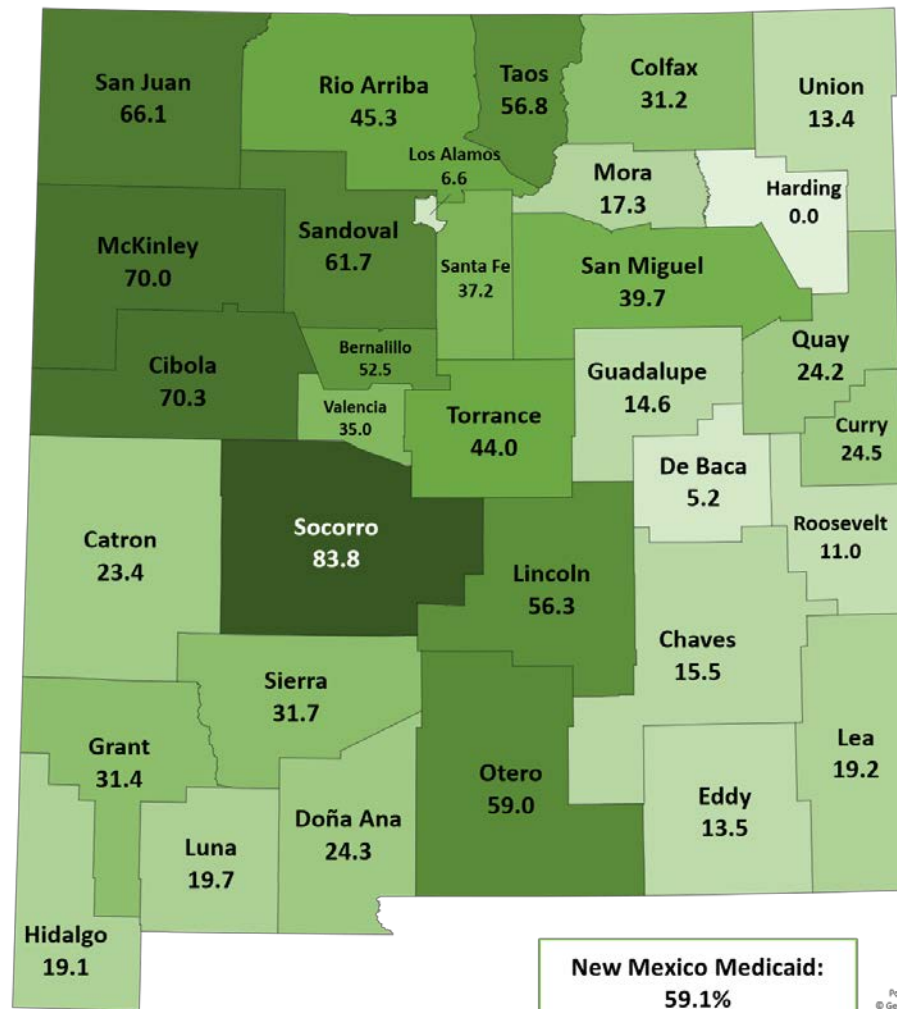 San Juan
66.1
Rio Arriba
45.3
Taos
56.8
Colfax
31.2
Union
13.4
Los Alamos
6.6
Mora
17.3
Harding
0.0
McKinley
70.0
Sandoval
61.7
Santa Fe
37.2
San Miguel
39.7
Quay
24.2
Cibola
70.3
Bernalillo
52.5
Valencia
35.0
Torrance
44.0
Guadalupe
14.6
Curry
24.5
De Baca
5.2
Roosevelt
11.0
Catron
23.4
Socorro
83.8
Lincoln
56.3
Chaves
15.5
Sierra
31.7
Grant
31.4
Otero
59.0
Lea
19.2
Eddy
13.5
Doña Ana
24.3
Luna
19.7
Hidalgo
19.1
New Mexico Medicaid:
59.1%
Po
© Ge